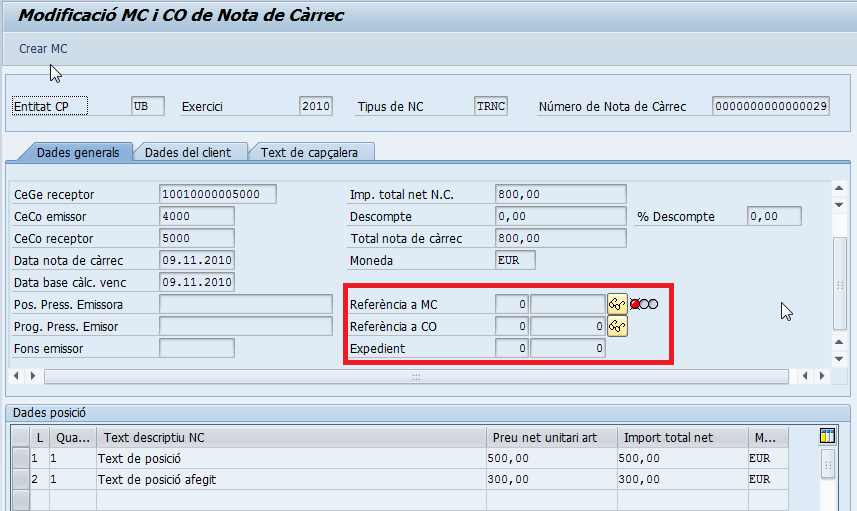 Modificació MC i CO de Nota de Càrrec
Crear MC
Entitat CP UB Exercici 2010 Tipus de NC TRNC Número de Nota de Càrrec 0000000000000029
Dades generals Dades del client Text de capçalera
CeGe receptor 10010000005000 Imp. total net N.C. 800,00
CeCo emissor 4000 Descompte 0,00 % Descompte 0,00
CeCo receptor 5000 Total nota de càrrec 800,00
Data nota de càrrec 09.11.2010 Moneda EUR
Data base càlc. venc 09.11.2010
Pos. Press. Emissora Referència a MC 0
Prog. Press. Emisor Referència a CO 0 0
Fons emissor Expedient 0 0
Dades posició
L Qua... Text descriptiu NC Preu net unitari art Import total net M...
1 1 Text de posició 500,00 500,00 EUR
2 1 Text de posició afegit 300,00 300,00 EUR